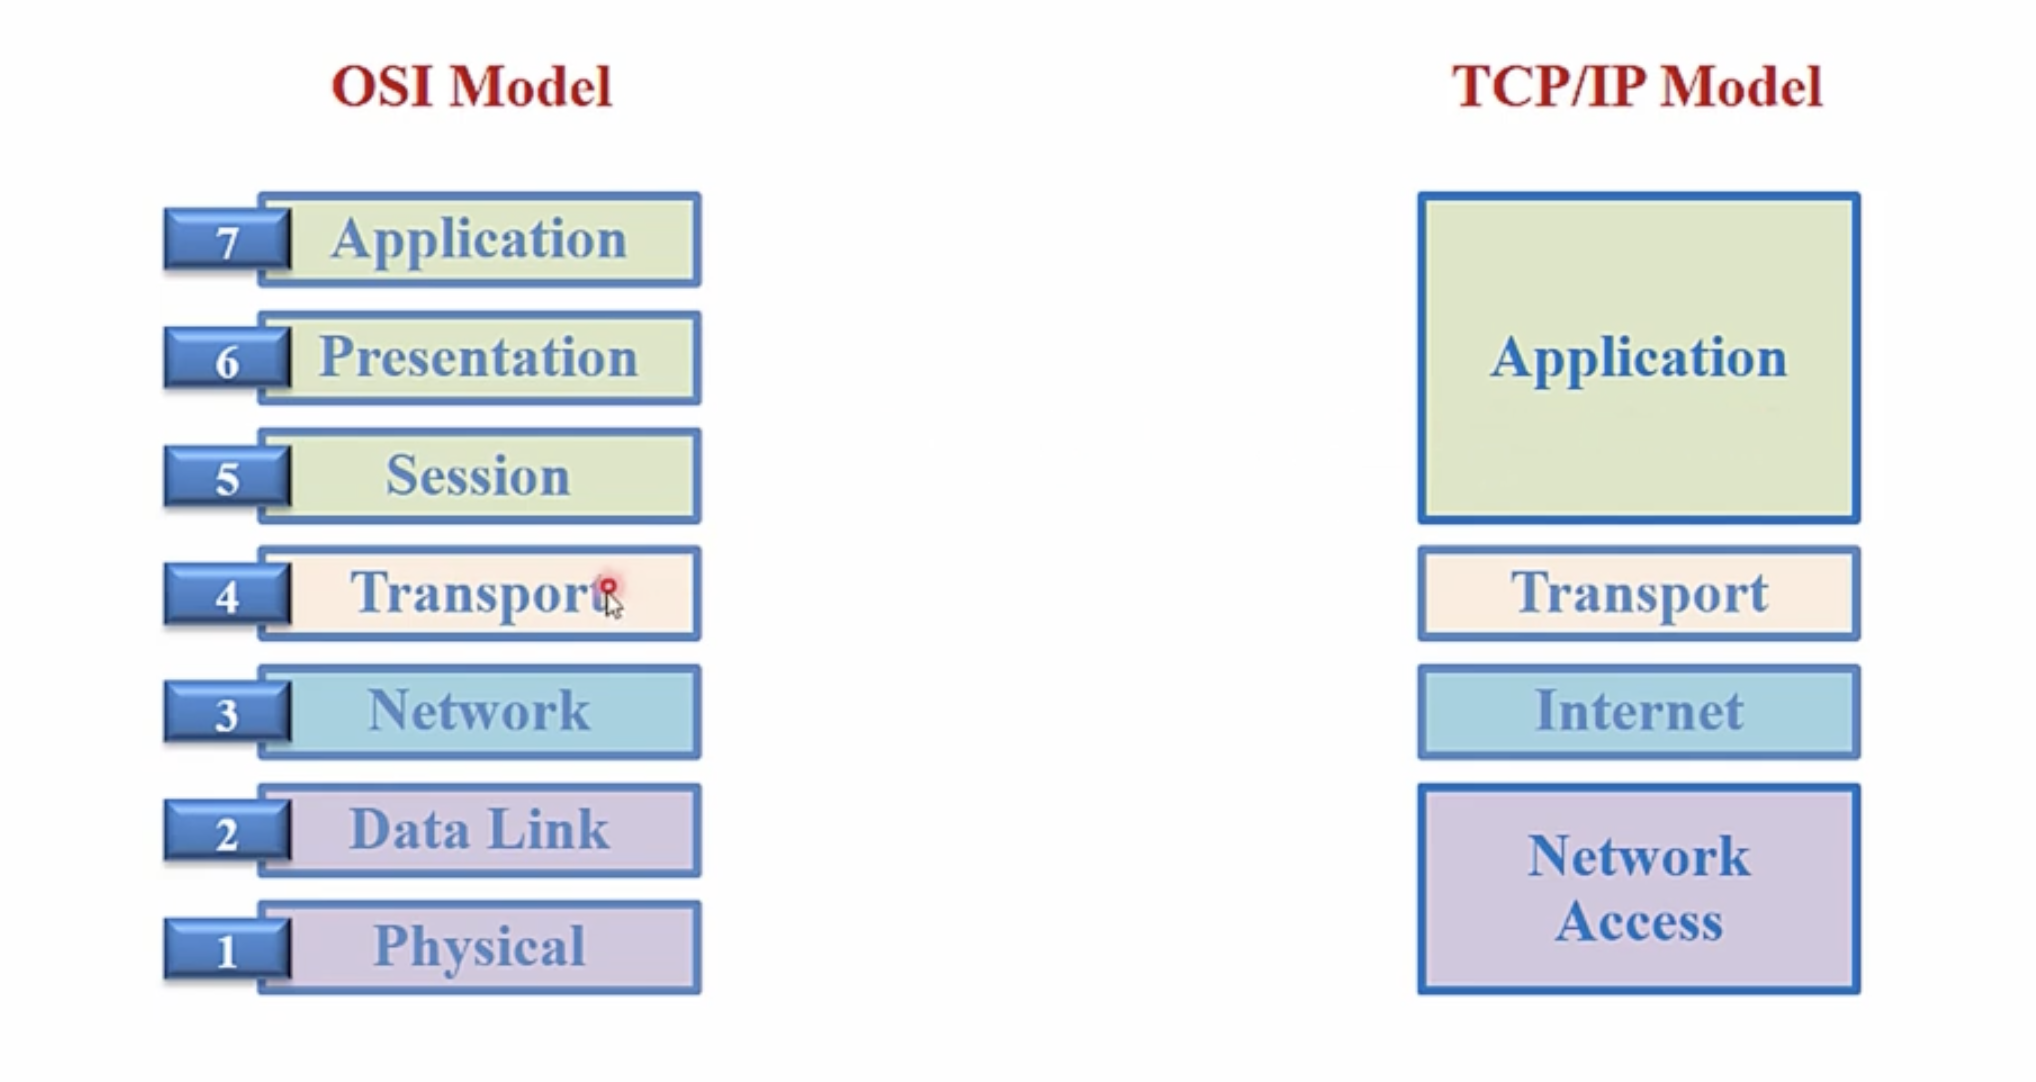 OSI Model
7 Application
6 Presentation
5 Session
4 Transport
3 Network
2 Data Link
1 Physical
TCP/IP Model
Application
Transport
Internet
Network
Access